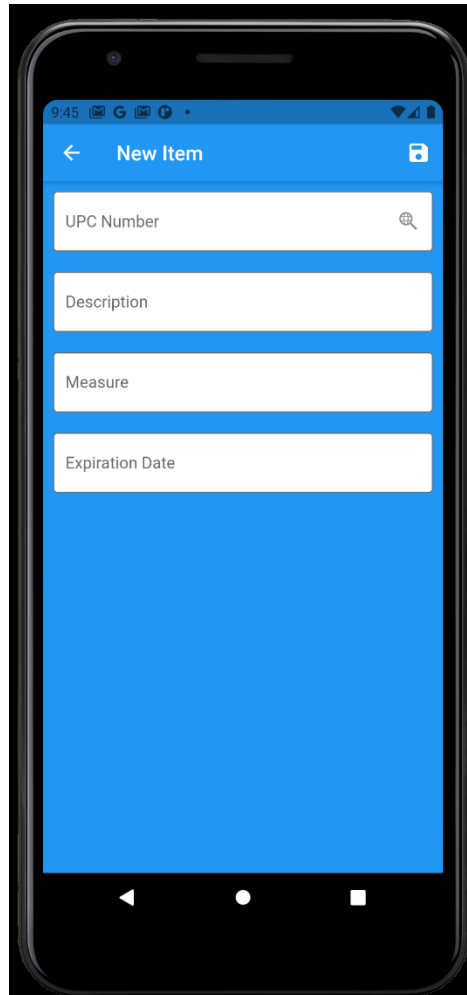 9:45 G
New Item
UPC Number
Description
Measure
Expiration Date